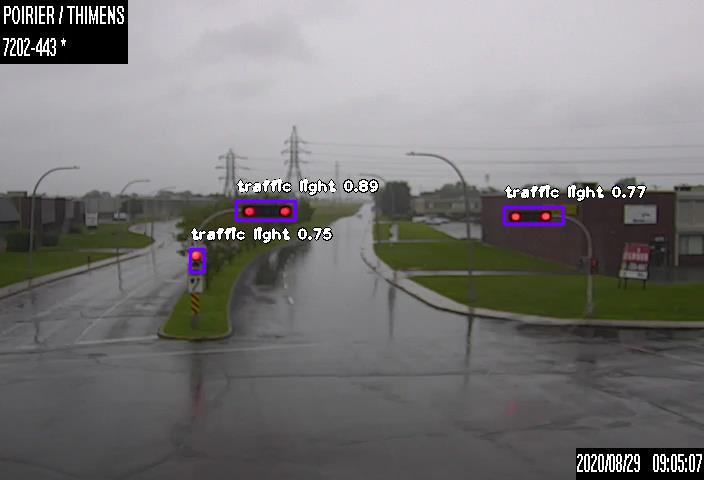 POIRIER / THIMENS
7202-443 *
traffic light 0.89
traffic light 0.77
traffic light 0.75
2020/08/29 09:05:07